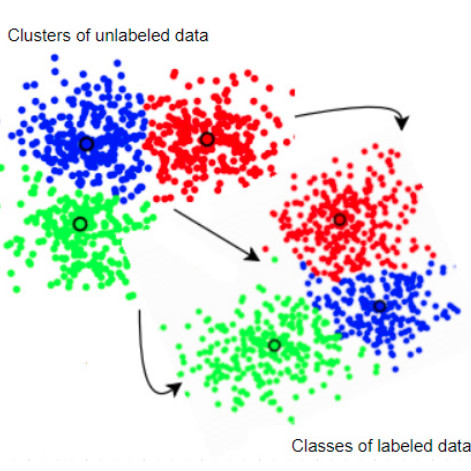 Clusters of unlabeled data
Classes of labeled data